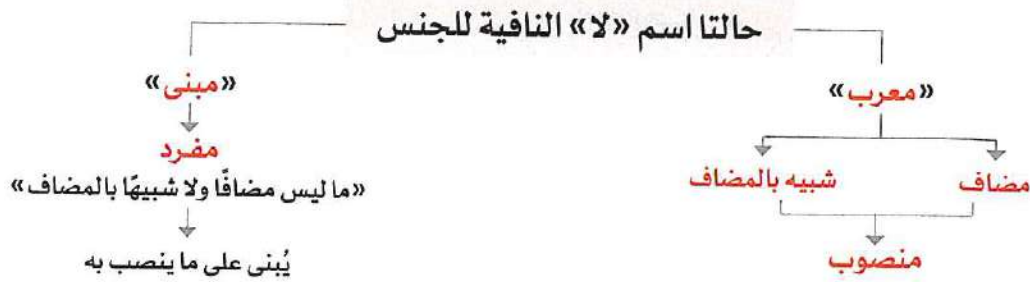 حالتا اسم «لا» النافية للجنس
«معرب»
مضاف
شبيه بالمضاف
منصوب
«مبنى»
مفرد
«ما ليس مضافًا ولا شبيهًا بالمضاف»
يُبنى على ما ينصب به